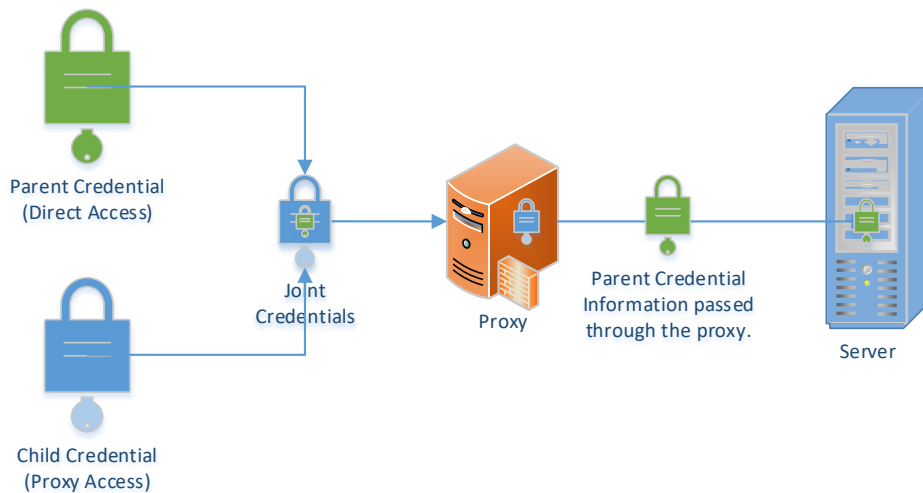 Parent Credential
(Direct Access)
Joint
Credentials
Proxy
Parent Credential
Information passed
through the proxy.
Server
Child Credential
(Proxy Access)